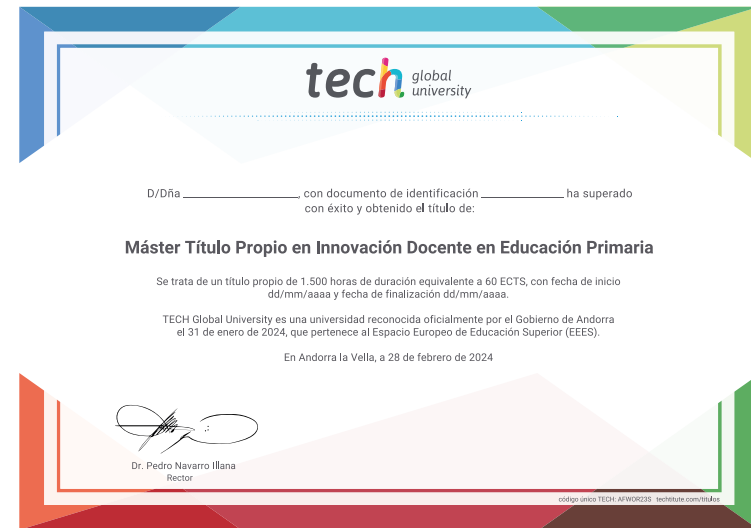 tech global university
D/Dña ____________________, con documento de identificación ______________ ha superado
con éxito y obtenido el título de:
Máster Título Propio en Innovación Docente en Educación Primaria
Se trata de un título propio de 1.500 horas de duración equivalente a 60 ECTS, con fecha de inicio
dd/mm/aaaa y fecha de finalización dd/mm/aaaa.
TECH Global University es una universidad reconocida oficialmente por el Gobierno de Andorra
el 31 de enero de 2024, que pertenece al Espacio Europeo de Educación Superior (EEES).
En Andorra la Vella, a 28 de febrero de 2024
Dr. Pedro Navarro Illana
Rector
código único TECH: AFWOR23S techtitute.com/titulos